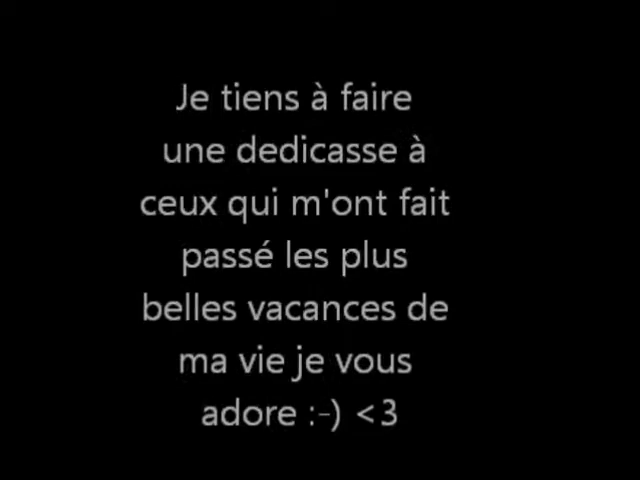 Je tiens à faire
une dedicasse à
ceux qui m'ont fait
passé les plus
belles vacances de
ma vie je vous
adore :-) <3